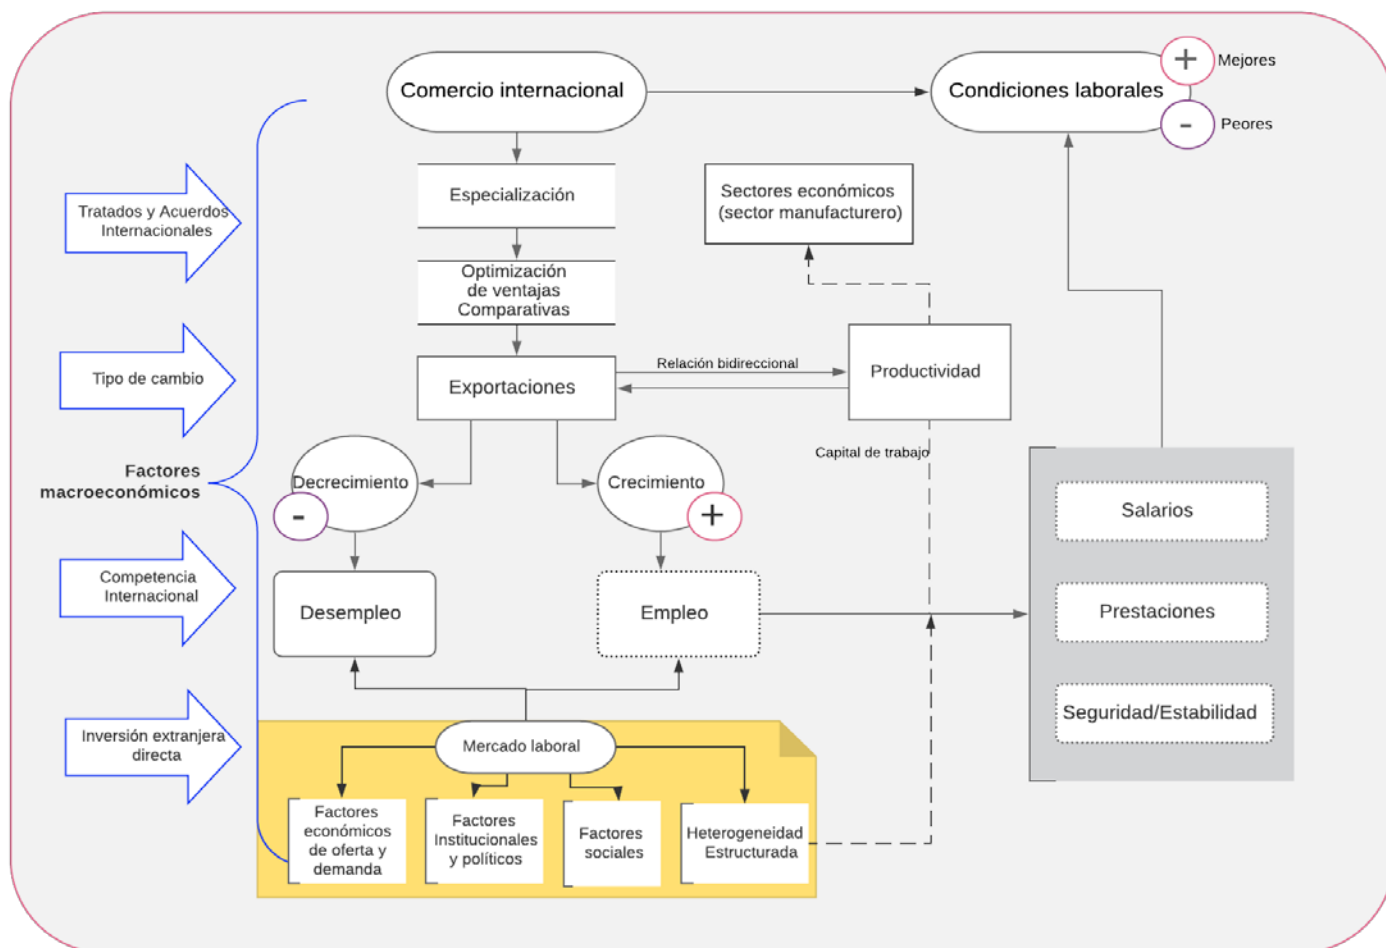 Comercio internacional
Condiciones laborales
+
Mejores
-
Peores
Especialización
Sectores económicos
(sector manufacturero)
Tratados y Acuerdos
Internacionales
Optimización
de ventajas
Comparativas
Tipo de cambio
Exportaciones
Relación bidireccional
Productividad
Capital de trabajo
Factores
macroeconómicos
Decrecimiento
-
Crecimiento
+
Salarios
Competencia
Internacional
Desempleo
Empleo
Prestaciones
Seguridad/Estabilidad
Inversión extranjera
directa
Mercado laboral
Factores
económicos
de oferta y
demanda
Factores
Institucionales
y políticos
Factores
sociales
Heterogeneidad
Estructurada